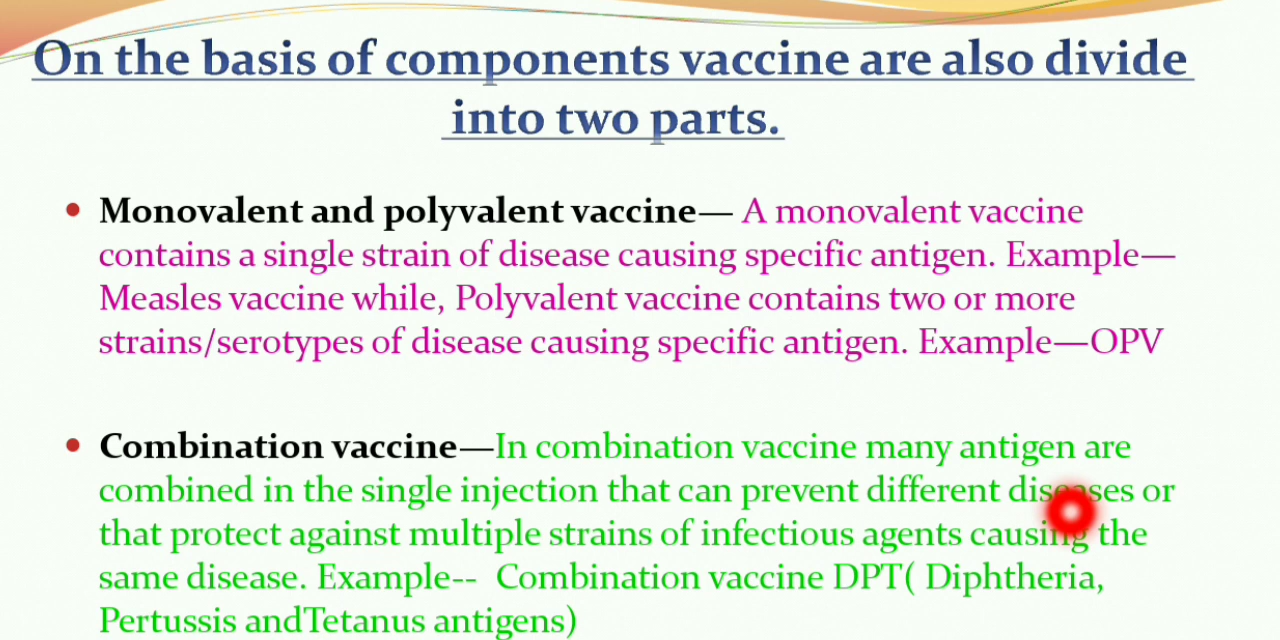 On the basis of components vaccine are also divide
into two parts.
• Monovalent and polyvalent vaccine— A monovalent vaccine
contains a single strain of disease causing specific antigen. Example—
Measles vaccine while, Polyvalent vaccine contains two or more
strains/serotypes of disease causing specific antigen. Example—OPV
• Combination vaccine—In combination vaccine many antigen are
combined in the single injection that can prevent different diseases or
that protect against multiple strains of infectious agents causing the
same disease. Example-- Combination vaccine DPT( Diphtheria,
Pertussis andTetanus antigens)